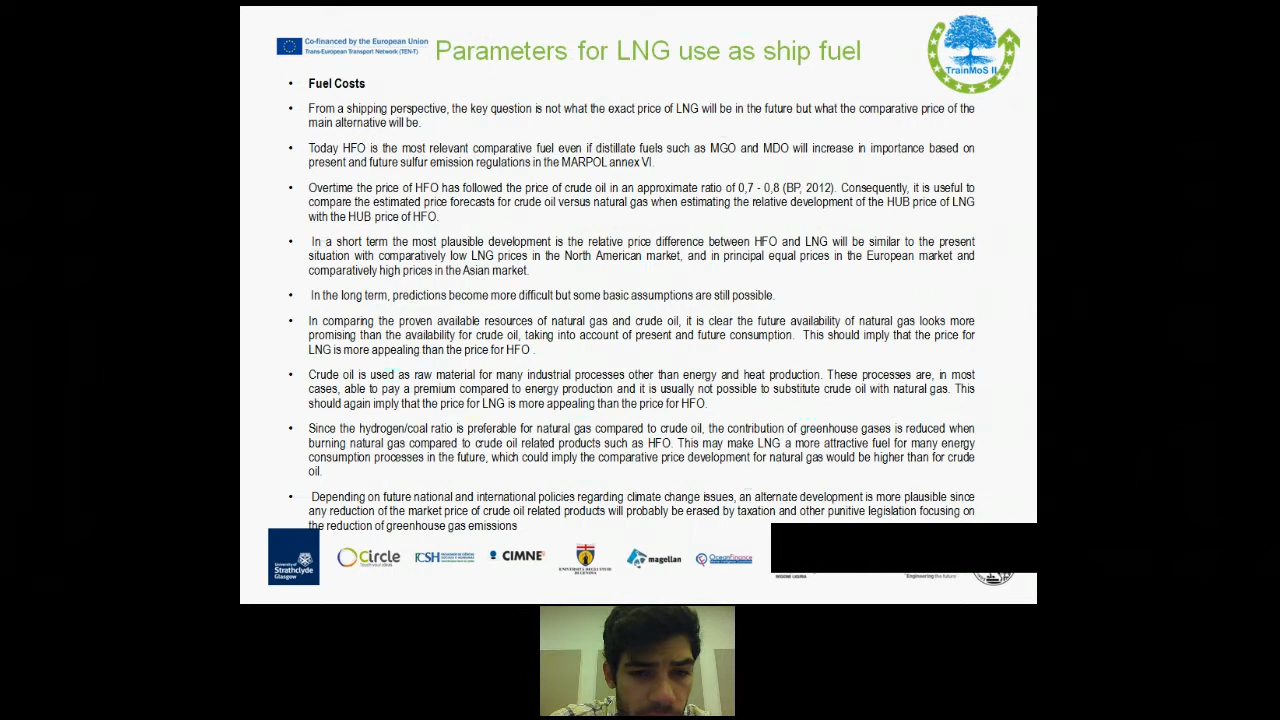 Co-financed by the European Union
Trans-European Transport Network (TEN-T)
Parameters for LNG use as ship fuel
TrainMoS II
• Fuel Costs
• From a shipping perspective, the key question is not what the exact price of LNG will be in the future but what the comparative price of the
main alternative will be.
• Today HFO is the most relevant comparative fuel even if distillate fuels such as MGO and MDO will increase in importance based on
present and future sulfur emission regulations in the MARPOL annex VI.
• Overtime the price of HFO has followed the price of crude oil in an approximate ratio of 0,7 - 0,8 (BP, 2012). Consequently, it is useful to
compare the estimated price forecasts for crude oil versus natural gas when estimating the relative development of the HUB price of LNG
with the HUB price of HFO.
• In a short term the most plausible development is the relative price difference between HFO and LNG will be similar to the present
situation with comparatively low LNG prices in the North American market, and in principal equal prices in the European market and
comparatively high prices in the Asian market.
• In the long term, predictions become more difficult but some basic assumptions are still possible.
• In comparing the proven available resources of natural gas and crude oil, it is clear the future availability of natural gas looks more
promising than the availability for crude oil, taking into account of present and future consumption. This should imply that the price for
LNG is more appealing than the price for HFO .
• Crude oil is used as raw material for many industrial processes other than energy and heat production. These processes are, in most
cases, able to pay a premium compared to energy production and it is usually not possible to substitute crude oil with natural gas. This
should again imply that the price for LNG is more appealing than the price for HFO.
• Since the hydrogen/coal ratio is preferable for natural gas compared to crude oil, the contribution of greenhouse gases is reduced when
burning natural gas compared to crude oil related products such as HFO. This may make LNG a more attractive fuel for many energy
consumption processes in the future, which could imply the comparative price development for natural gas would be higher than for crude
oil.
• Depending on future national and international policies regarding climate change issues, an alternate development is more plausible since
any reduction of the market price of crude oil related products will probably be erased by taxation and other punitive legislation focusing on
the reduction of greenhouse gas emissions
University of
Strathclyde
Glasgow
Circle
FCSH
CIMNE
UNIVERSITÀ DEGLI STUDI
DI GENOVA
magellan
OceanFinance
"Engineering the future"